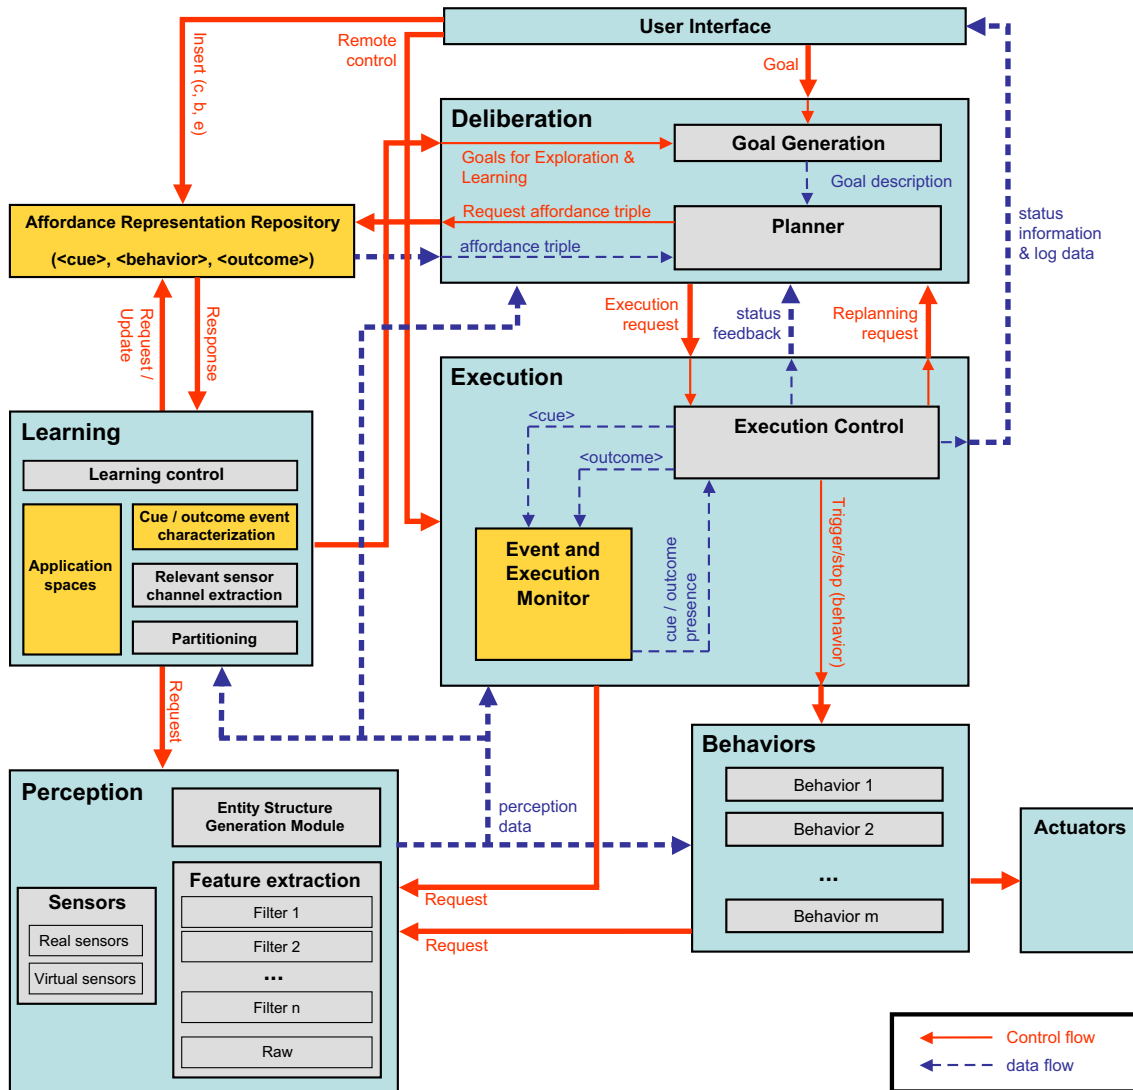 User Interface
Remote
control
Insert (c, b, e)
Goal
Deliberation
Goal Generation
Goals for Exploration &
Learning
Goal description
status
information
& log data
Affordance Representation Repository
(<cue>, <behavior>, <outcome>)
Request affordance triple
Planner
affordance triple
Request /
Update
Response
Execution
request
status
feedback
Replanning
request
Execution
<cue>
Execution Control
<outcome>
Learning
Learning control
Application
spaces
Cue / outcome event
characterization
Relevant sensor
channel extraction
Partitioning
Event and
Execution
Monitor
cue / outcome
presence
Trigger/stop (behavior)
Request
Perception
Entity Structure
Generation Module
perception
data
Behaviors
Behavior 1
Behavior 2
...
Behavior m
Actuators
Feature extraction
Sensors
Real sensors
Virtual sensors
Filter 1
Filter 2
...
Filter n
Raw
Request
Request
Control flow
data flow